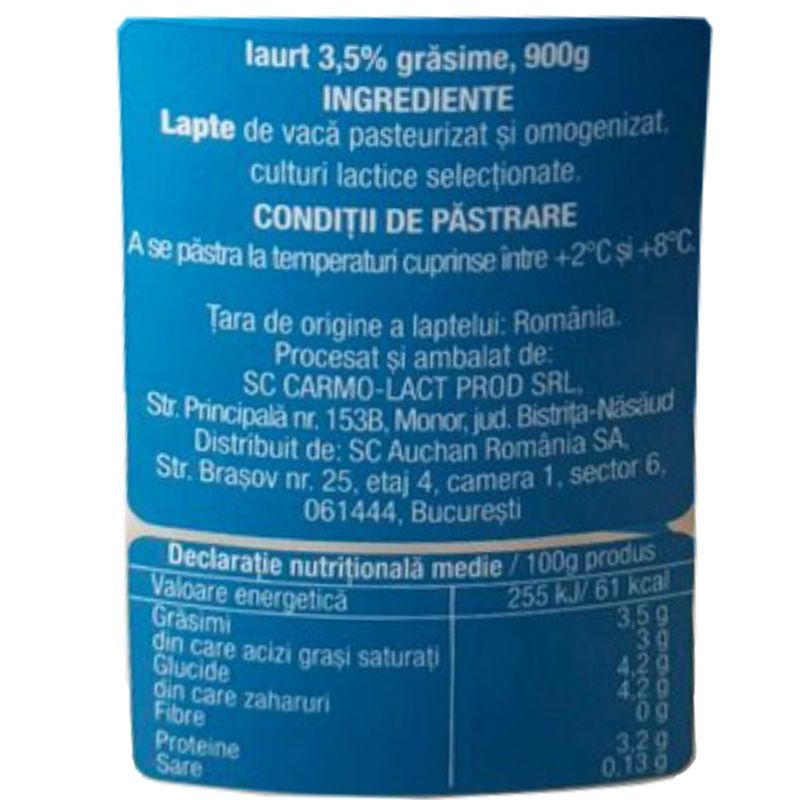 Iaurt 3,5% grăsime, 900g
INGREDIENTE
Lapte de vacă pasteurizat și omogenizat,
culturi lactice selecționate.
CONDIȚII DE PĂSTRARE
A se păstra la temperaturi cuprinse între +2°C și +8°C.
Țara de origine a laptelui: România.
Procesat și ambalat de:
SC CARMO-LACT PROD SRL,
Str. Principală nr. 153B, Monor, jud. Bistrița-Năsăud
Distribuit de: SC Auchan România SA,
Str. Brașov nr. 25, etaj 4, camera 1, sector 6,
061444, București
Declarație nutrițională medie / 100g produs
Valoare energetică 255 kJ/ 61 kcal
Grăsimi 3,5 g
din care acizi grași saturați 3 g
Glucide 4,2 g
din care zaharuri 4,2 g
Fibre 0 g
Proteine 3,2 g
Sare 0,13 g